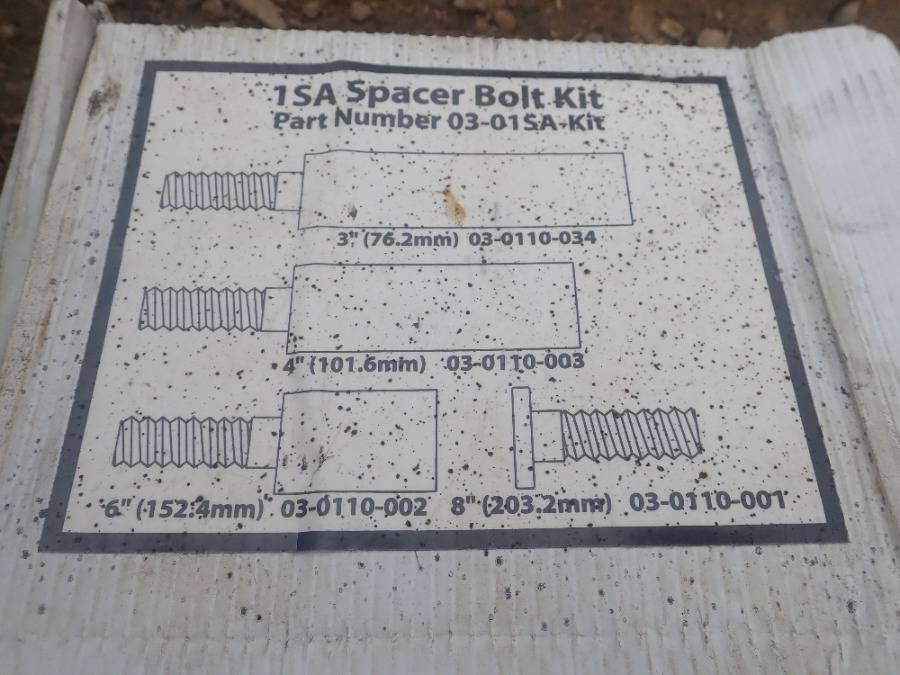 1SA Spacer Bolt Kit
Part Number 03-01SA-Kit
3" (76.2mm) 03-0110-034
4" (101.6mm) 03-0110-003
6" (152.4mm) 03-0110-002 8" (203.2mm) 03-0110-001